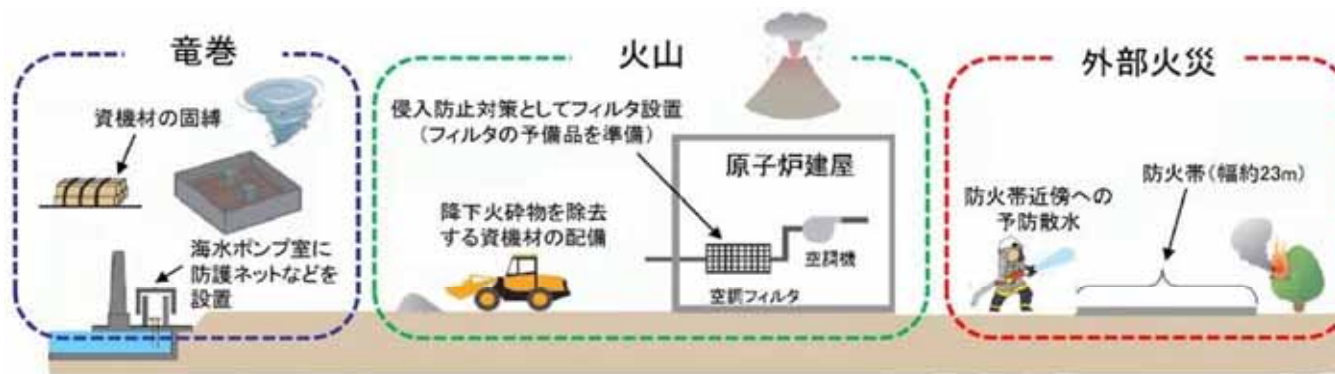 竜巻
資機材の固縛
海水ポンプ室に
防護ネットなどを
設置
火山
侵入防止対策としてフィルタ設置
(フィルタの予備品を準備)
原子炉建屋
降下火砕物を除去
する資機材の配備
空調機
空調フィルタ
外部火災
防火帯(幅約23m)
防火帯近傍への
予防散水